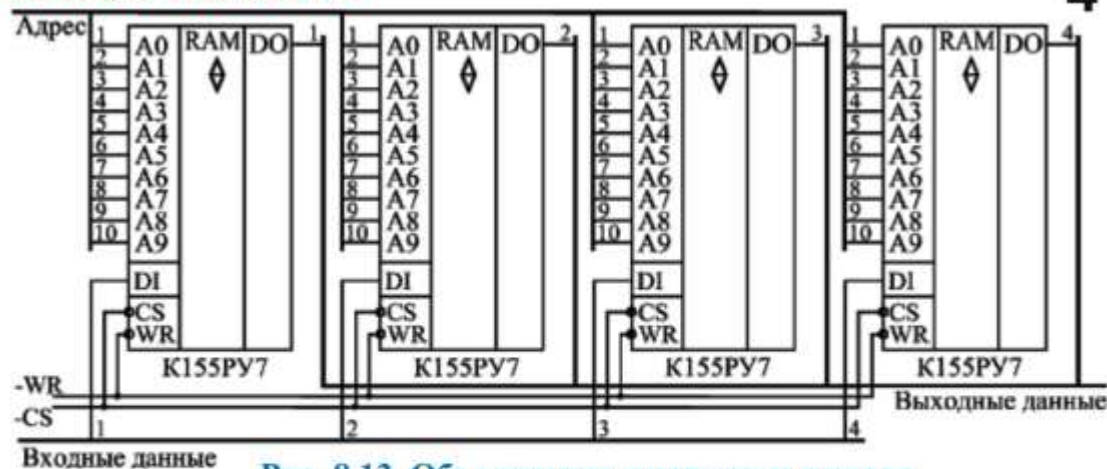 4
Адрес
1 A0 RAM DO 1
2 A1
3 A2
4 A3
5 A4
6 A5
7 A6
8 A7
9 A8
10 A9
DI
CS
WR
К155РУ7
1 A0 RAM DO 2
2 A1
3 A2
4 A3
5 A4
6 A5
7 A6
8 A7
9 A8
10 A9
DI
CS
WR
К155РУ7
1 A0 RAM DO 3
2 A1
3 A2
4 A3
5 A4
6 A5
7 A6
8 A7
9 A8
10 A9
DI
CS
WR
К155РУ7
1 A0 RAM DO 4
2 A1
3 A2
4 A3
5 A4
6 A5
7 A6
8 A7
9 A8
10 A9
DI
CS
WR
К155РУ7
-WR
-CS
Выходные данные
1 2 3 4
Входные данные